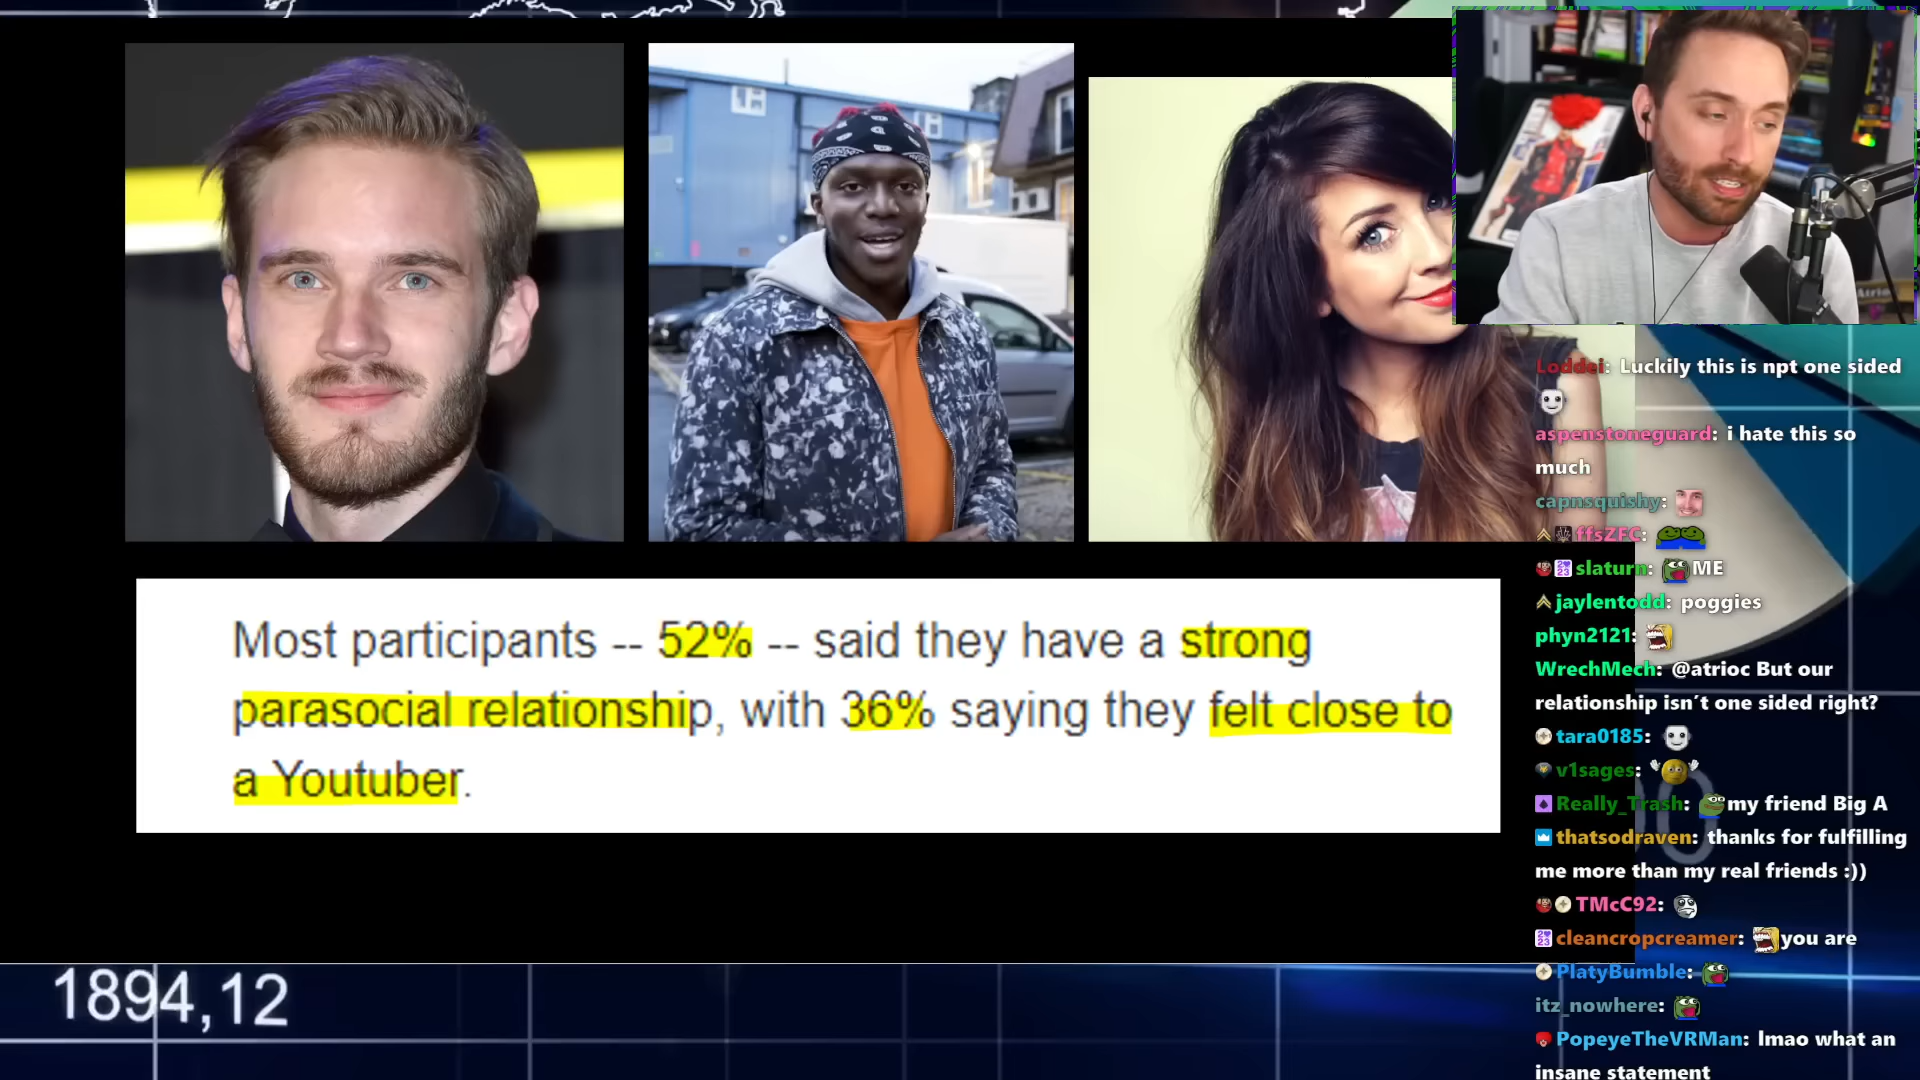 Most participants -- 52% -- said they have a strong
parasocial relationship, with 36% saying they felt close to
a Youtuber.
1894,12
Loddei: Luckily this is npt one sided
aspenstoneguard: i hate this so
much
capnsquishy:
ffsZFC:
slaturn: ME
jaylentodd: poggies
phyn2121:
WrechMech: @atrioc But our
relationship isn´t one sided right?
tara0185:
v1sages:
Really_Trash: my friend Big A
thatsodraven: thanks for fulfilling
me more than my real friends :))
TMcC92:
cleancropcreamer: you are
PlatyBumble:
itz_nowhere:
PopeyeTheVRMan: lmao what an
insane statement